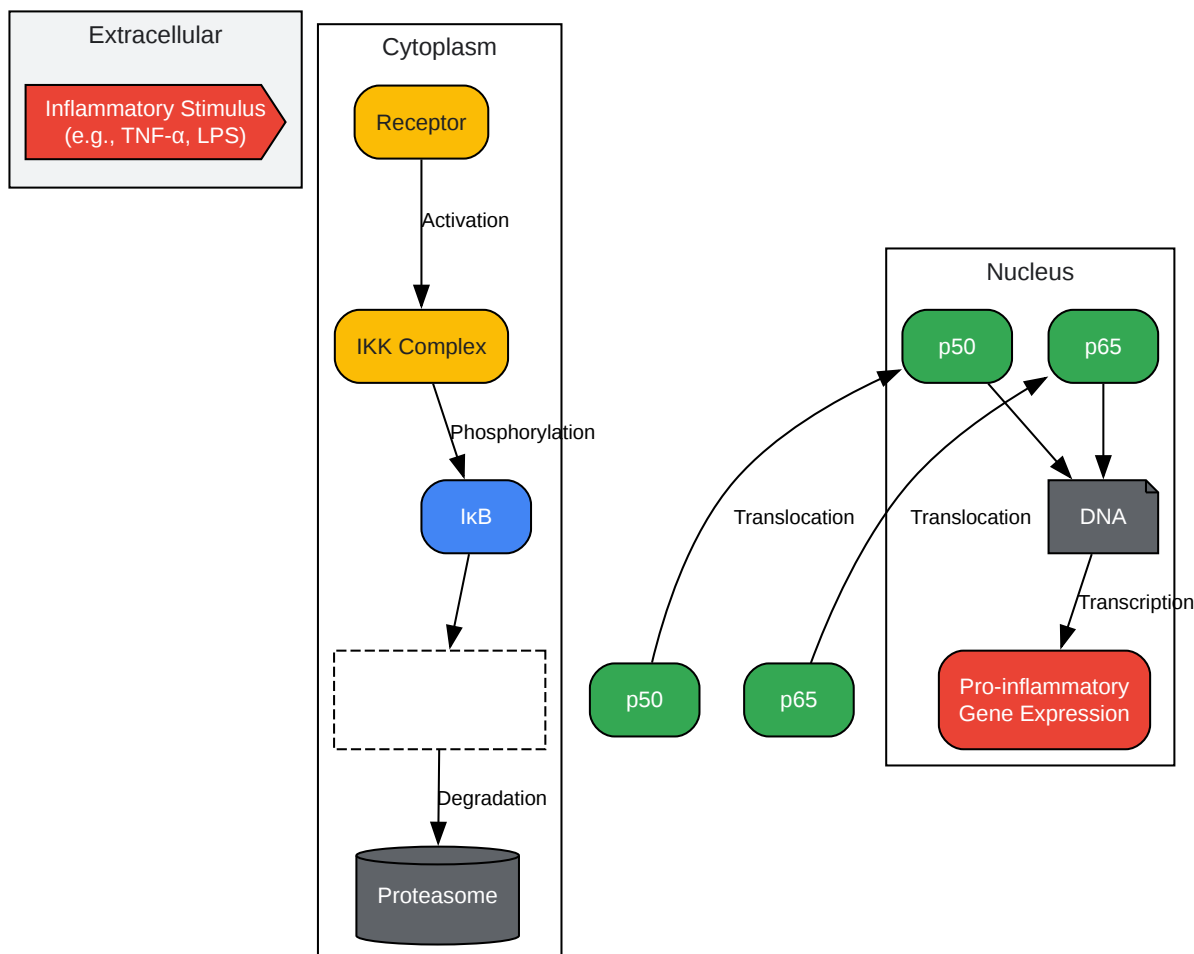 Extracellular
Inflammatory Stimulus
(e.g., TNF-α, LPS)
Cytoplasm
Receptor
Activation
IKK Complex
Phosphorylation
IκB
Degradation
Proteasome
p50
p65
Translocation
Translocation
Nucleus
p50
p65
DNA
Transcription
Pro-inflammatory
Gene Expression